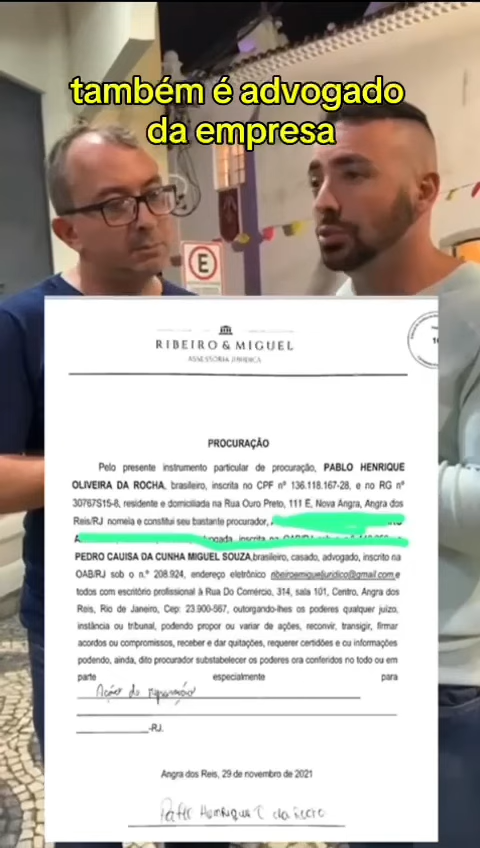 também é advogado
da empresa
E
RIBEIRO & MIGUEL
ASSESSORIA JURÍDICA
PROCURAÇÃO
Pelo presente instrumento particular de procuração, PABLO HENRIQUE
OLIVEIRA DA ROCHA, brasileiro, inscrita no CPF nº 136.118.167-28, e no RG nº
30767515-8, residente e domiciliada na Rua Ouro Preto, 111 E, Nova Angra, Angra dos
Reis/RJ nomeia e constitui seu bastante procurador,
inscrita na
PEDRO CAUISA DA CUNHA MIGUEL SOUZA,brasileiro, casado, advogado, inscrito na
OAB/RJ sob o n.º 208.924, endereço eletrônico ribeiroemigueljuridico@gmail.com,e
todos com escritório profissional à Rua Do Comércio, 314, sala 101, Centro, Angra dos
Reis, Rio de Janeiro, Cep: 23.900-567, outorgando-lhes os poderes qualquer juízo,
instância ou tribunal, podendo propor ou variar de ações, reconvir, transigir, firmar
acordos ou compromissos, receber e dar quitações, requerer certidões e ou informações
podendo, ainda, dito procurador substabelecer os poderes ora conferidos no todo ou em
parte especialmente para
Ação de reparação
-RJ.
Angra dos Reis, 29 de novembro de 2021